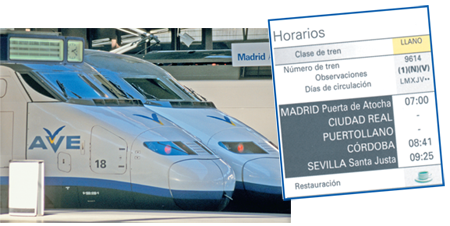 Madrid
AVE
18
Horarios
Clase de tren LLANO
Número de tren 9614
Observaciones (1)(N)(V)
Días de circulación LMXJV••
MADRID Puerta de Atocha 07:00
CIUDAD REAL -
PUERTOLLANO -
CÓRDOBA 08:41
SEVILLA Santa Justa 09:25
Restauración